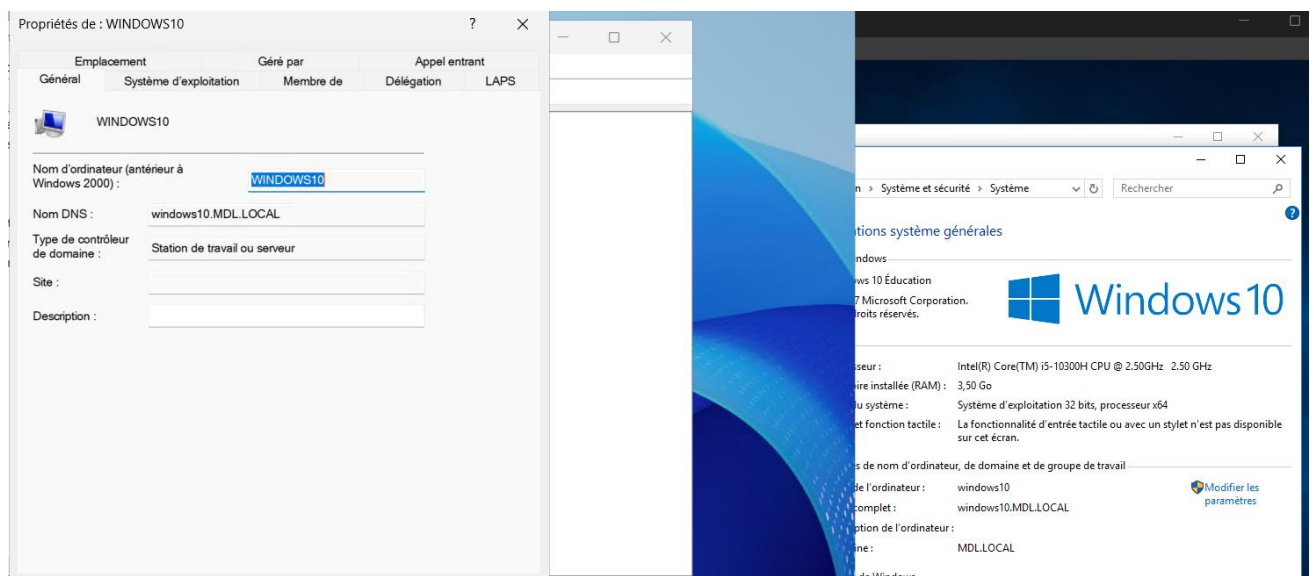 Propriétés de : WINDOWS10
Emplacement Géré par Appel entrant
Général Système d'exploitation Membre de Délégation LAPS
WINDOWS10
Nom d'ordinateur (antérieur à
Windows 2000) :
WINDOWS10
Nom DNS : windows10.MDL.LOCAL
Type de contrôleur
de domaine :
Station de travail ou serveur
Site :
Description :
n › Système et sécurité › Système Rechercher
tions système générales
ndows
ws 10 Éducation
7 Microsoft Corporation.
roits réservés.
Windows 10
sseur : Intel(R) Core(TM) i5-10300H CPU @ 2.50GHz 2.50 GHz
ire installée (RAM) : 3,50 Go
u système : Système d'exploitation 32 bits, processeur x64
et fonction tactile : La fonctionnalité d'entrée tactile ou avec un stylet n'est pas disponible
sur cet écran.
s de nom d'ordinateur, de domaine et de groupe de travail
de l'ordinateur : windows10
Modifier les
paramètres
complet : windows10.MDL.LOCAL
ption de l'ordinateur :
ine : MDL.LOCAL
de Windows